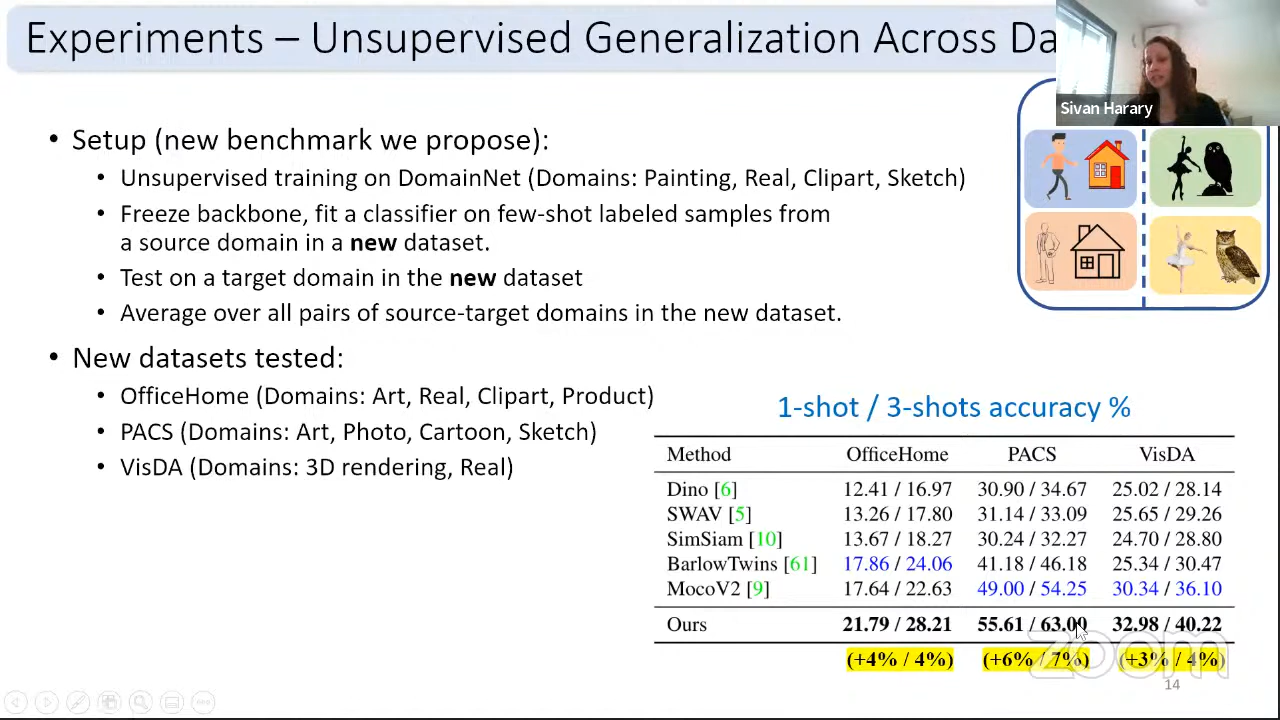 Experiments – Unsupervised Generalization Across Da
Sivan Harary
• Setup (new benchmark we propose):
• Unsupervised training on DomainNet (Domains: Painting, Real, Clipart, Sketch)
• Freeze backbone, fit a classifier on few-shot labeled samples from
a source domain in a new dataset.
• Test on a target domain in the new dataset
• Average over all pairs of source-target domains in the new dataset.
• New datasets tested:
• OfficeHome (Domains: Art, Real, Clipart, Product)
• PACS (Domains: Art, Photo, Cartoon, Sketch)
• VisDA (Domains: 3D rendering, Real)
1-shot / 3-shots accuracy %
Method OfficeHome PACS VisDA
Dino [6] 12.41 / 16.97 30.90 / 34.67 25.02 / 28.14
SWAV [5] 13.26 / 17.80 31.14 / 33.09 25.65 / 29.26
SimSiam [10] 13.67 / 18.27 30.24 / 32.27 24.70 / 28.80
BarlowTwins [61] 17.86 / 24.06 41.18 / 46.18 25.34 / 30.47
MocoV2 [9] 17.64 / 22.63 49.00 / 54.25 30.34 / 36.10
Ours 21.79 / 28.21 55.61 / 63.00 32.98 / 40.22
(+4% / 4%) (+6% / 7%) (+3% / 4%)
zoom
14